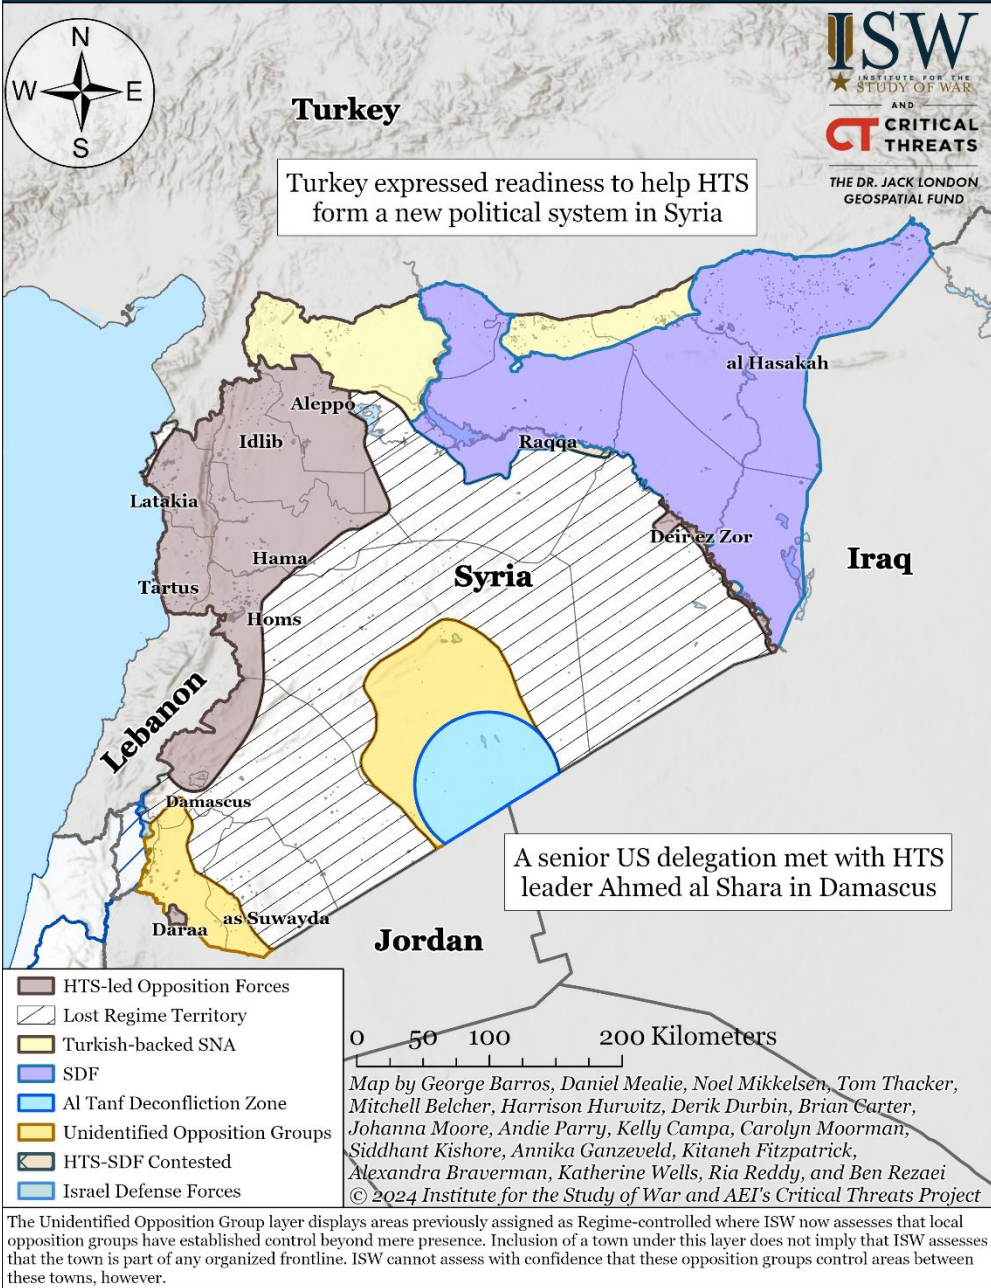 N
W
E
S
ISW
INSTITUTE FOR THE
STUDY OF WAR
AND
CT CRITICAL
THREATS
THE DR. JACK LONDON
GEOSPATIAL FUND
Turkey
Turkey expressed readiness to help HTS
form a new political system in Syria
al Hasakah
Aleppo
Idlib
Raqqa
Latakia
Deir ez Zor
Hama
Iraq
Syria
Tartus
Homs
Lebanon
Damascus
A senior US delegation met with HTS
leader Ahmed al Shara in Damascus
as Suwayda
Daraa
Jordan
HTS-led Opposition Forces
Lost Regime Territory
Turkish-backed SNA
SDF
Al Tanf Deconfliction Zone
Unidentified Opposition Groups
HTS-SDF Contested
Israel Defense Forces
0 50 100 200 Kilometers
Map by George Barros, Daniel Mealie, Noel Mikkelsen, Tom Thacker,
Mitchell Belcher, Harrison Hurwitz, Derik Durbin, Brian Carter,
Johanna Moore, Andie Parry, Kelly Campa, Carolyn Moorman,
Siddhant Kishore, Annika Ganzeveld, Kitaneh Fitzpatrick,
Alexandra Braverman, Katherine Wells, Ria Reddy, and Ben Rezaei
© 2024 Institute for the Study of War and AEI's Critical Threats Project
The Unidentified Opposition Group layer displays areas previously assigned as Regime-controlled where ISW now assesses that local
opposition groups have established control beyond mere presence. Inclusion of a town under this layer does not imply that ISW assesses
that the town is part of any organized frontline. ISW cannot assess with confidence that these opposition groups control areas between
these towns, however.